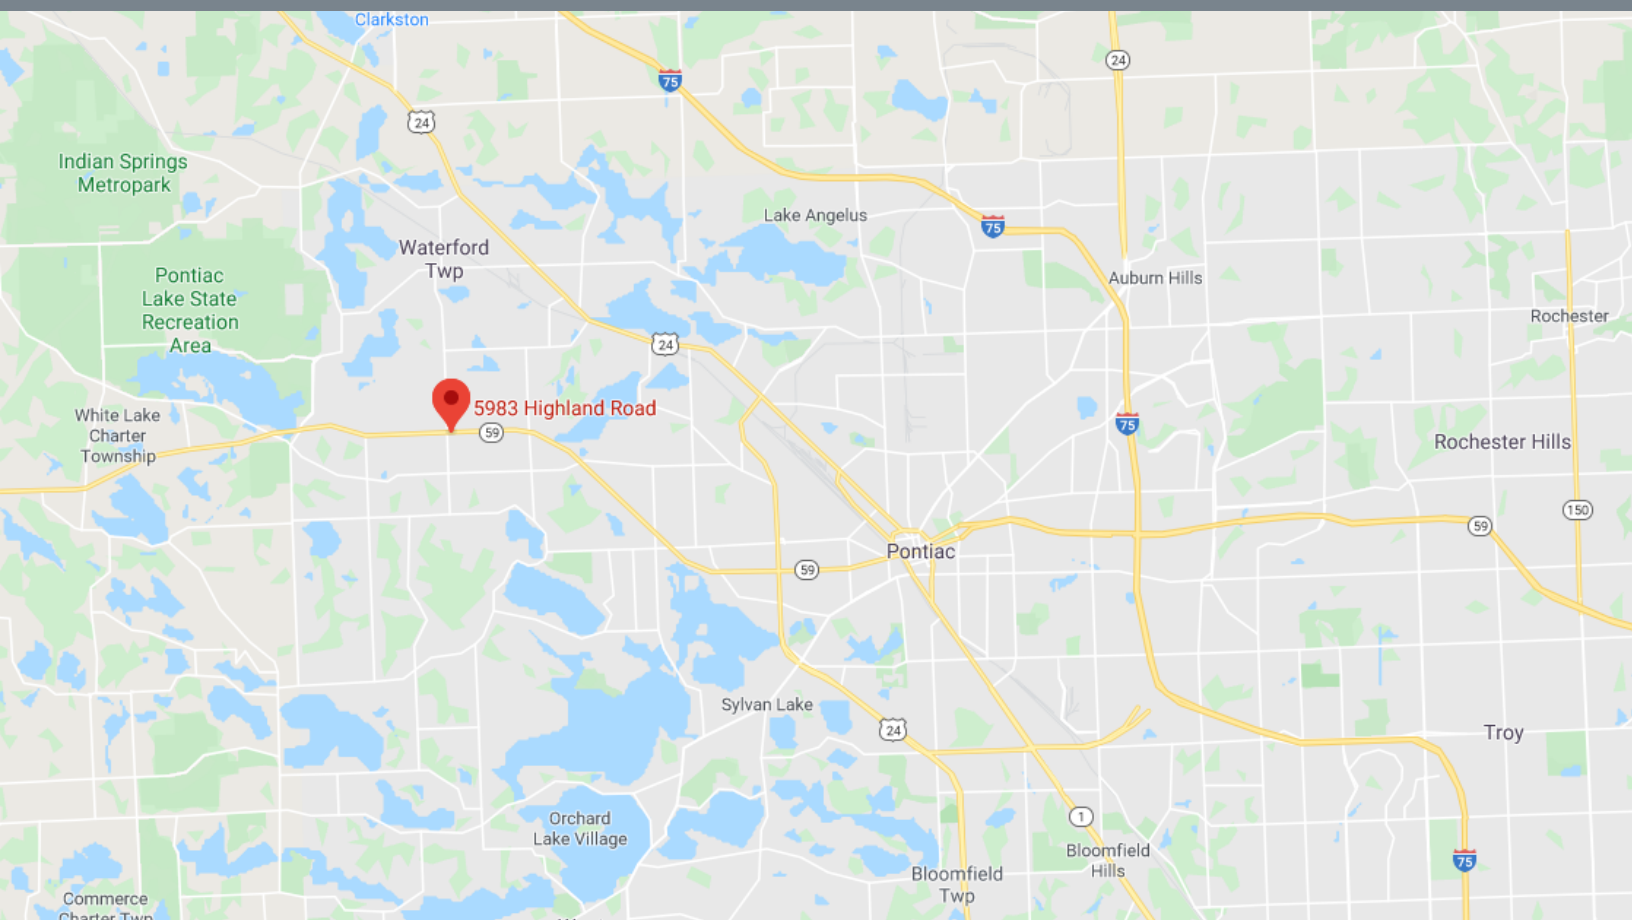 Clarkston
24
75
24
Indian Springs
Metropark
Lake Angelus
75
Waterford
Twp
Auburn Hills
Pontiac
Lake State
Recreation
Area
Rochester
24
5983 Highland Road
59
White Lake
Charter
Township
75
Rochester Hills
150
59
Pontiac
59
Sylvan Lake
24
Troy
1
Orchard
Lake Village
Bloomfield
Hills
75
Bloomfield
Twp
Commerce
Charter Twp